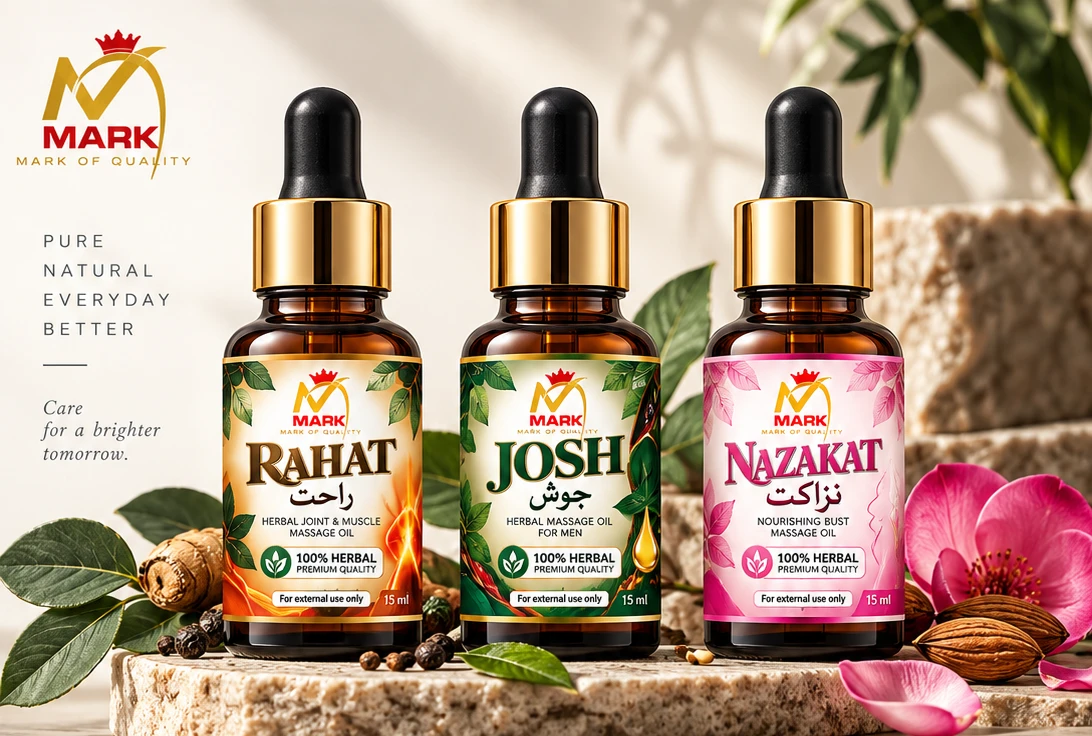 MARK
MARK OF QUALITY
PURE
NATURAL
EVERYDAY
BETTER
Care
for a brighter
tomorrow.
MARK
MARK OF QUALITY
RAHAT
راحت
HERBAL JOINT & MUSCLE
MASSAGE OIL
100% HERBAL
PREMIUM QUALITY
For external use only
15 ml
MARK
MARK OF QUALITY
JOSH
جوش
HERBAL MASSAGE OIL
FOR MEN
100% HERBAL
PREMIUM QUALITY
For external use only
15 ml
MARK
MARK OF QUALITY
NAZAKAT
نزاکت
NOURISHING BUST
MASSAGE OIL
100% HERBAL
PREMIUM QUALITY
For external use only
15 ml